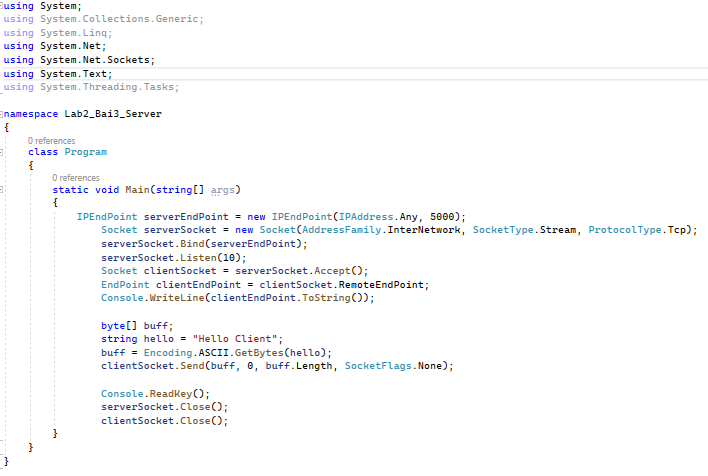 using System;
using System.Collections.Generic;
using System.Linq;
using System.Net;
using System.Net.Sockets;
using System.Text;
using System.Threading.Tasks;
namespace Lab2_Bai3_Server
{
0 references
class Program
{
0 references
static void Main(string[] args)
{
IPEndPoint serverEndPoint = new IPEndPoint(IPAddress.Any, 5000);
Socket serverSocket = new Socket(AddressFamily.InterNetwork, SocketType.Stream, ProtocolType.Tcp);
serverSocket.Bind(serverEndPoint);
serverSocket.Listen(10);
Socket clientSocket = serverSocket.Accept();
EndPoint clientEndPoint = clientSocket.RemoteEndPoint;
Console.WriteLine(clientEndPoint.ToString());
byte[] buff;
string hello = "Hello Client";
buff = Encoding.ASCII.GetBytes(hello);
clientSocket.Send(buff, 0, buff.Length, SocketFlags.None);
Console.ReadKey();
serverSocket.Close();
clientSocket.Close();
}
}
}